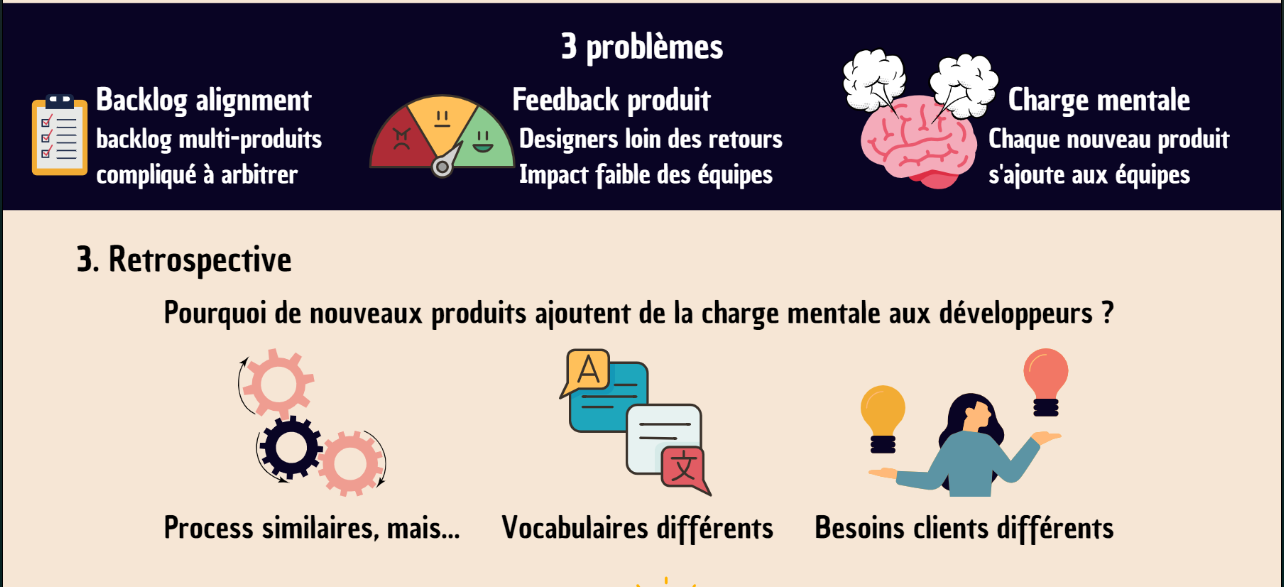 3 problèmes
Backlog alignment
backlog multi-produits
compliqué à arbitrer
Feedback produit
Designers loin des retours
Impact faible des équipes
Charge mentale
Chaque nouveau produit
s'ajoute aux équipes
3. Retrospective
Pourquoi de nouveaux produits ajoutent de la charge mentale aux développeurs ?
A
文
Process similaires, mais...
Vocabulaires différents
Besoins clients différents